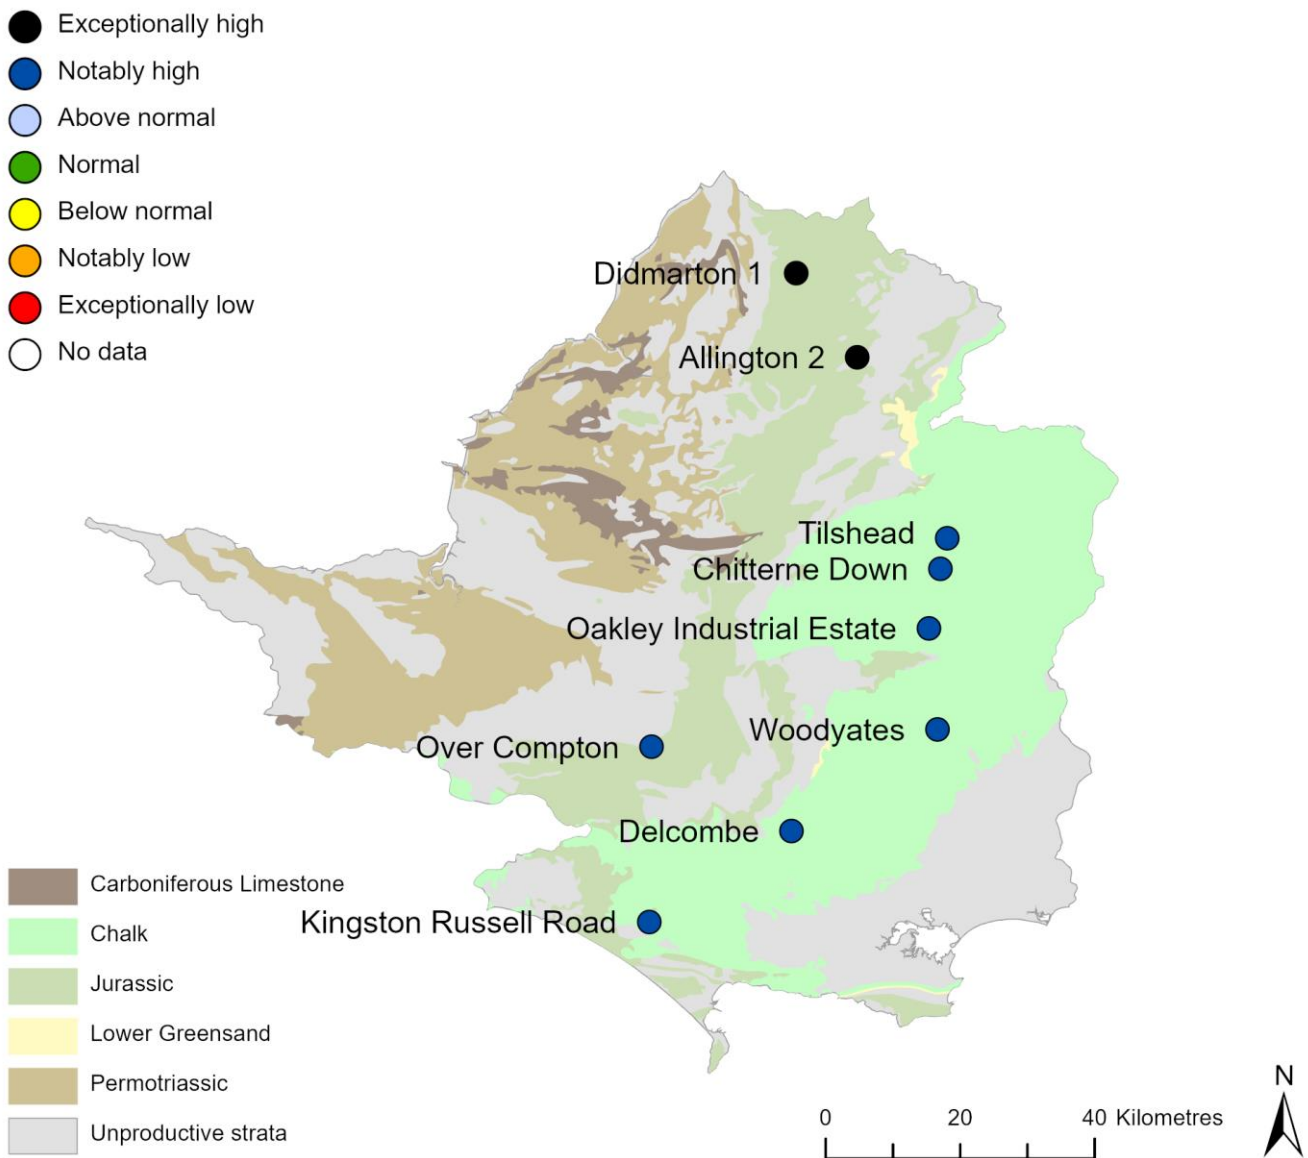 Exceptionally high
Notably high
Above normal
Normal
Below normal
Notably low
Exceptionally low
No data
Didmarton 1
Allington 2
Tilshead
Chitterne Down
Oakley Industrial Estate
Woodyates
Over Compton
Delcombe
Kingston Russell Road
Carboniferous Limestone
Chalk
Jurassic
Lower Greensand
Permotriassic
Unproductive strata
0 20 40 Kilometres
N